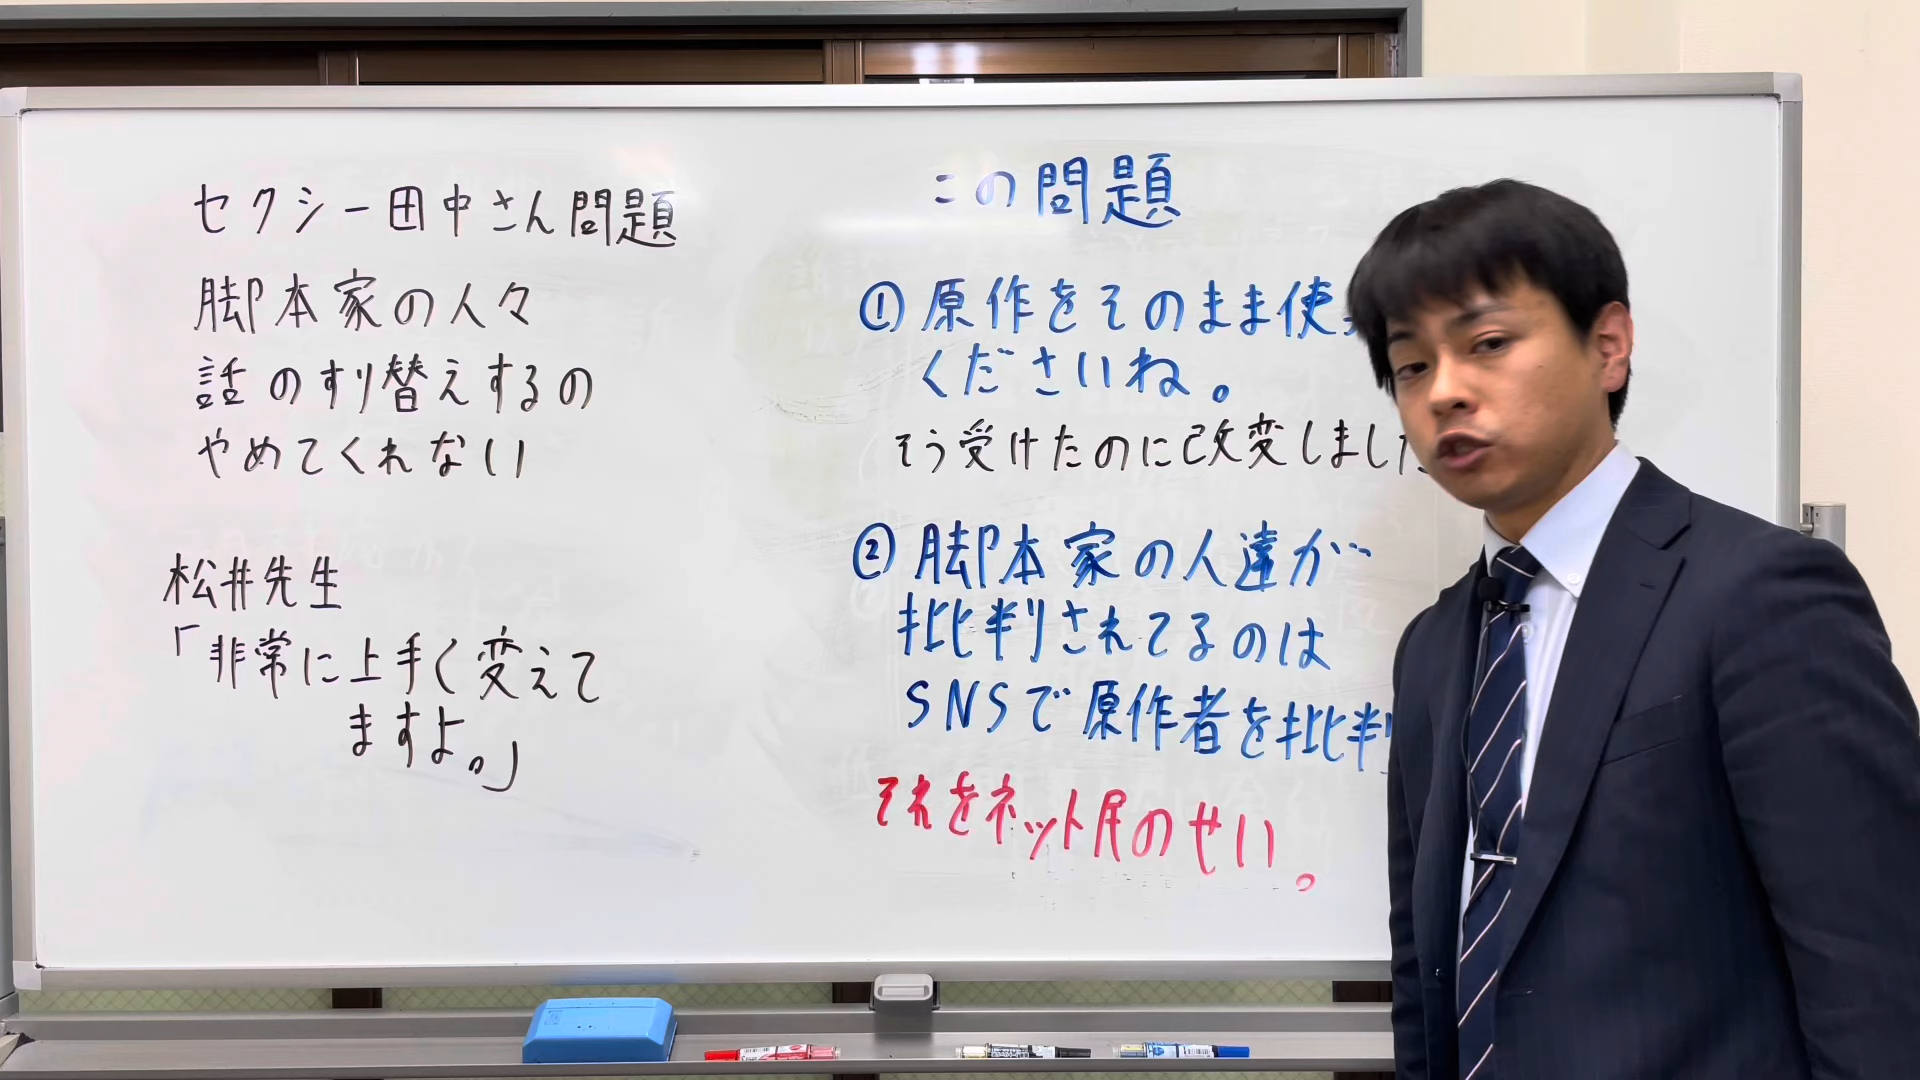 セクシー田中さん問題
脚本家の人々
話のすり替えするの
やめてくれない
松井先生
「非常に上手く変えて
ますよ。」
この問題
①原作をそのまま使
くださいね。
そう受けたのに改変しました
②脚本家の人達が…
批判されてるのは
SNSで原作者を批判
それをネット民のせい。